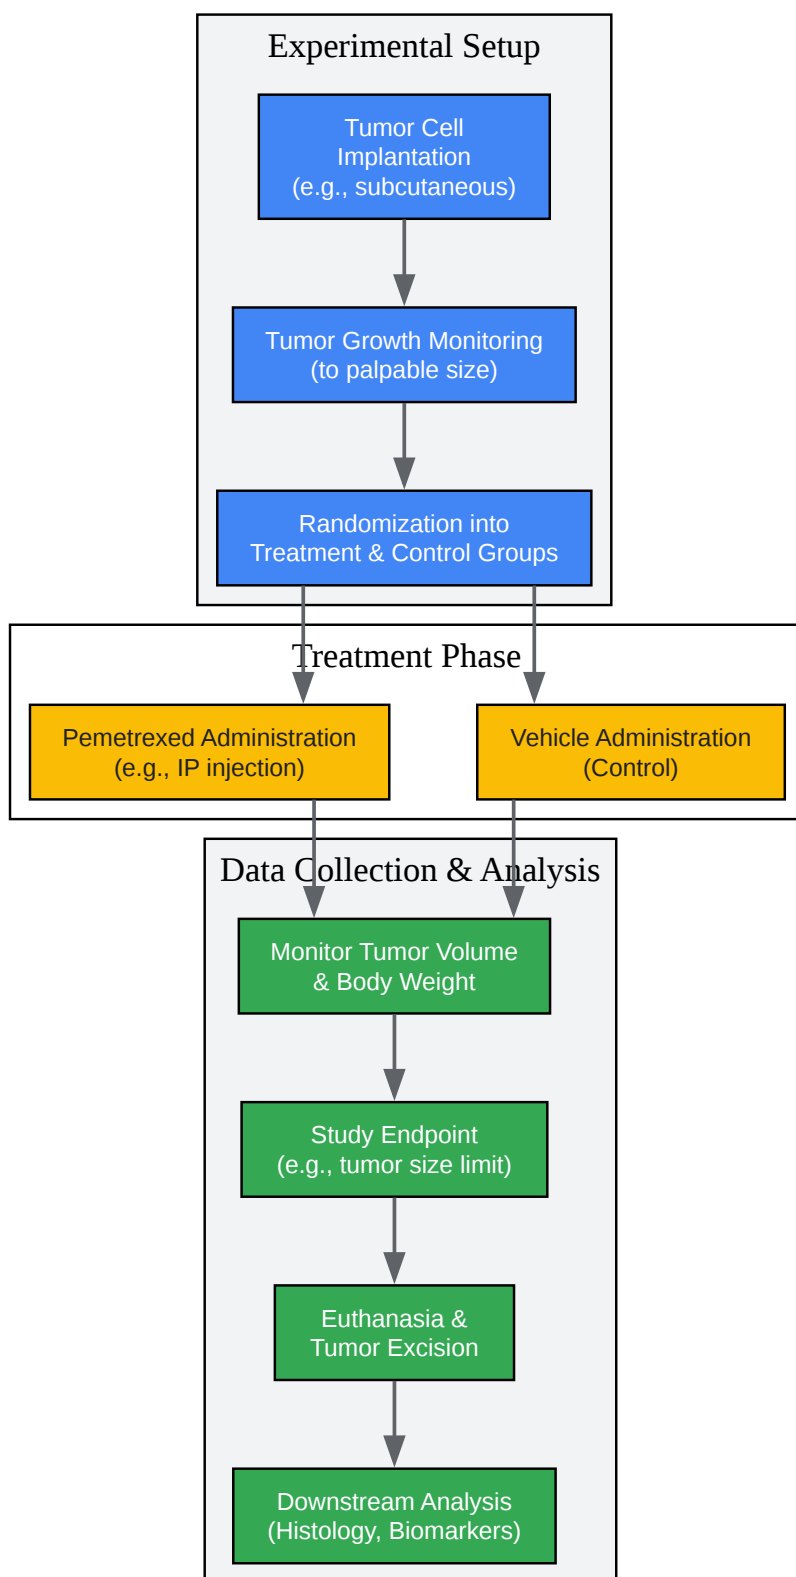 Experimental Setup
Tumor Cell
Implantation
(e.g., subcutaneous)
Tumor Growth Monitoring
(to palpable size)
Randomization into
Treatment & Control Groups
Treatment Phase
Pemetrexed Administration
(e.g., IP injection)
Vehicle Administration
(Control)
Data Collection & Analysis
Monitor Tumor Volume
& Body Weight
Study Endpoint
(e.g., tumor size limit)
Euthanasia &
Tumor Excision
Downstream Analysis
(Histology, Biomarkers)